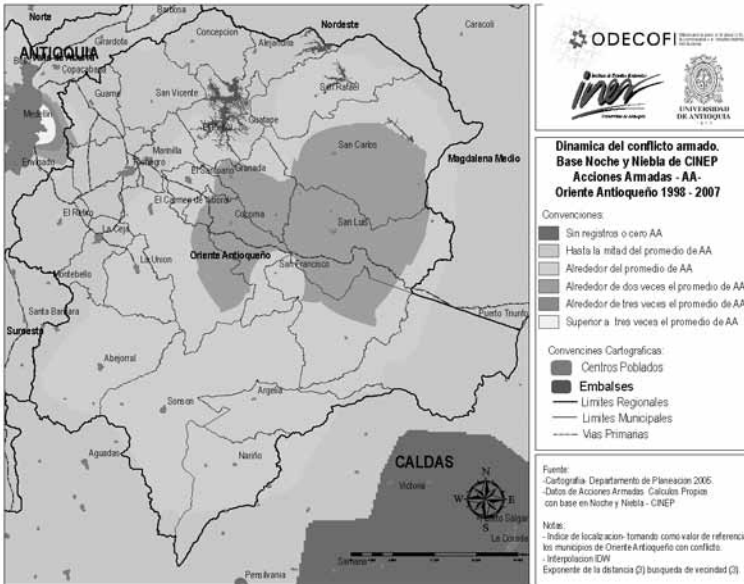 Norte
Barbosa
Nordeste
Caracoli
Concepcion
Alejandria
Girardota
ANTIOQUIA
Copacabana
San Rafael
Guarne
San Vicente
Medellin
Guatape
San Carlos
Envigado
Marinilla
Magdalena Medio
Rionegro
El Santuario
Granada
El Carmen de Viboral
Cocorna
El Retiro
San Luis
La Ceja
La Union
Oriente Antioqueño
San Francisco
Montebello
Santa Barbara
Puerto Triunfo
Suroeste
Abejorral
Argelia
Sonson
Aguadas
Nariño
CALDAS
Victoria
N
W
E
S
Puerto Salgar
La Dorada
Samana
Pensilvania
ODECOFI
iner
UNIVERSIDAD
DE ANTIOQUIA
Dinamica del conflicto armado.
Base Noche y Niebla de CINEP
Acciones Armadas - AA-
Oriente Antioqueño 1998 - 2007
Convenciones:
Sin registros o cero AA
Hasta la mitad del promedio de AA
Alrededor del promedio de AA
Alrededor de dos veces el promedio de AA
Alrededor de tres veces el promedio de AA
Superior a tres veces el promedio de AA
Convencines Cartograficas:
Centros Poblados
Embalses
Limites Regionales
Limites Municipales
Vias Primarias
Fuente:
-Cartografia- Departamento de Planeacion 2005.
-Datos de Acciones Armadas Calculos Propios
con base en Noche y Niebla - CINEP
Notas:
- Indice de localizacion- tomando como valor de referencia
los municipios de Oriente Antioqueño con conflicto.
- Interpolacion IDW
Exponente de la distancia (3) busqueda de vecindad (3).